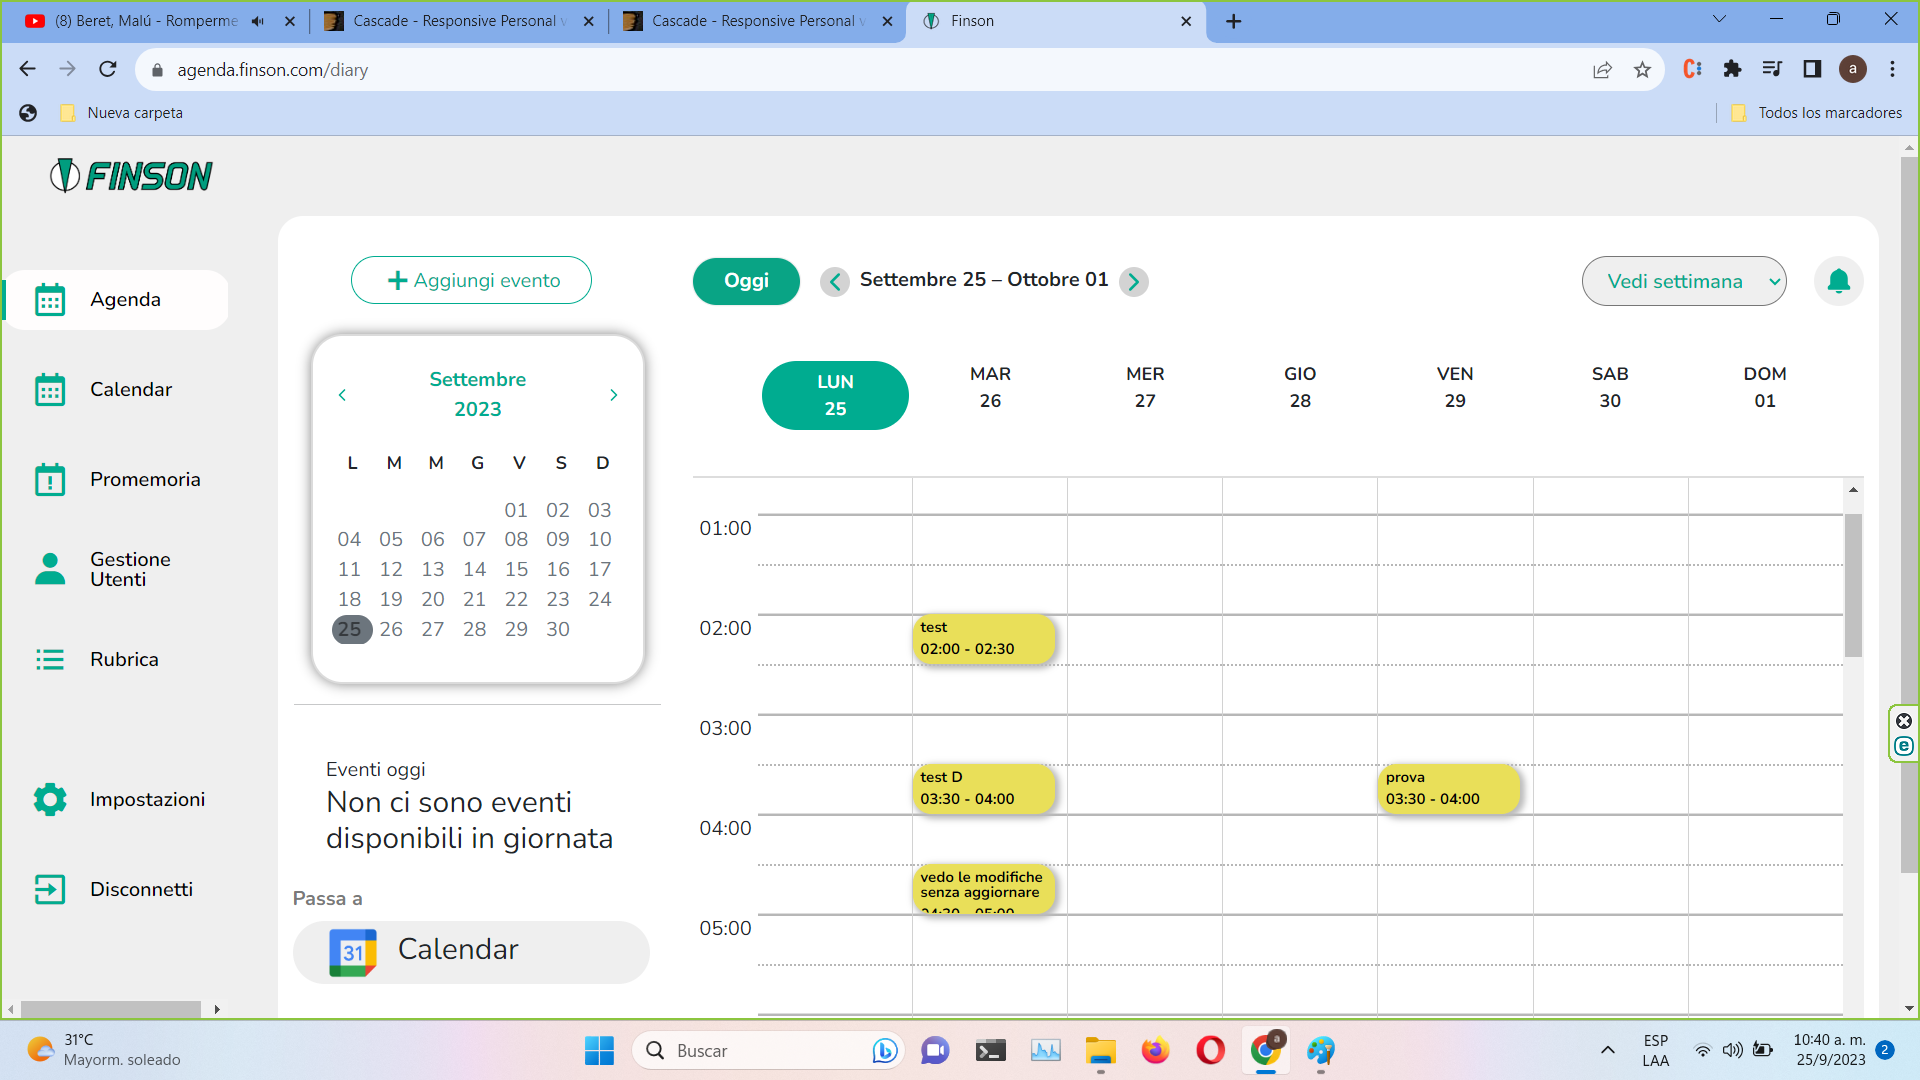 (8) Beret, Malú - Romperme
Cascade - Responsive Personal
Cascade - Responsive Personal
Finson
agenda.finson.com/diary
a
Nueva carpeta
Todos los marcadores
FINSON
Agenda
Calendar
Promemoria
Gestione
Utenti
Rubrica
Impostazioni
Disconnetti
Aggiungi evento
Settembre
2023
L M M G V S D
01 02 03
04 05 06 07 08 09 10
11 12 13 14 15 16 17
18 19 20 21 22 23 24
25 26 27 28 29 30
Eventi oggi
Non ci sono eventi
disponibili in giornata
Passa a
31 Calendar
Oggi
Settembre 25 – Ottobre 01
Vedi settimana
LUN MAR MER GIO VEN SAB DOM
25 26 27 28 29 30 01
01:00
02:00
test
02:00 - 02:30
03:00
test D
03:30 - 04:00
prova
03:30 - 04:00
04:00
vedo le modifiche
senza aggiornare
04:30 - 05:00
05:00
31°C
Mayorm. soleado
Buscar
a
ESP
LAA
10:40 a. m.
25/9/2023
2